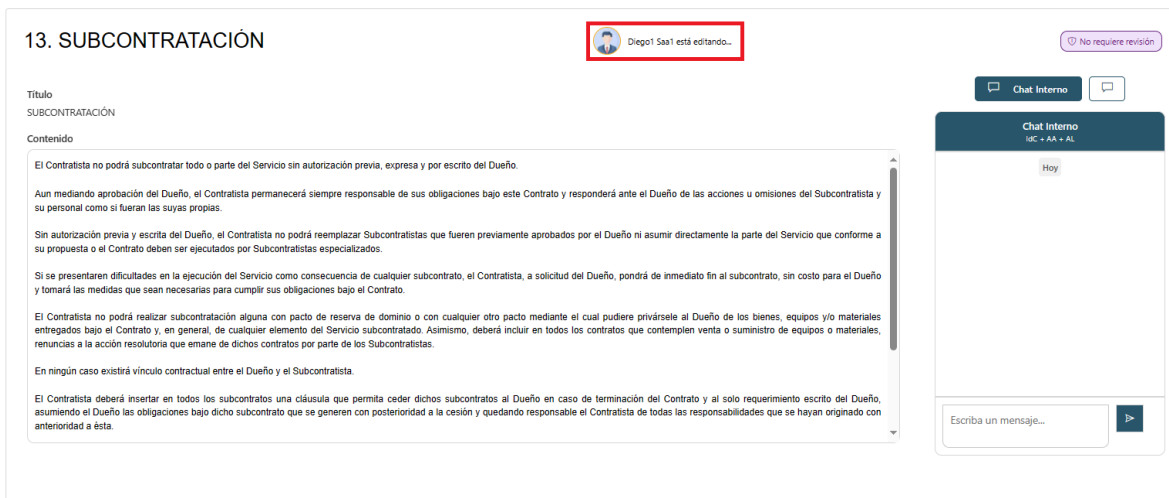 13. SUBCONTRATACIÓN
Diego1 Saa1 está editando...
No requiere revisión
Título
SUBCONTRATACIÓN
Contenido
El Contratista no podrá subcontratar todo o parte del Servicio sin autorización previa, expresa y por escrito del Dueño.
Aun mediando aprobación del Dueño, el Contratista permanecerá siempre responsable de sus obligaciones bajo este Contrato y responderá ante el Dueño de las acciones u omisiones del Subcontratista y
su personal como si fueran las suyas propias.
Sin autorización previa y escrita del Dueño, el Contratista no podrá reemplazar Subcontratistas que fueren previamente aprobados por el Dueño ni asumir directamente la parte del Servicio que conforme a
su propuesta o el Contrato deben ser ejecutados por Subcontratistas especializados.
Si se presentaren dificultades en la ejecución del Servicio como consecuencia de cualquier subcontrato, el Contratista, a solicitud del Dueño, pondrá de inmediato fin al subcontrato, sin costo para el Dueño
y tomará las medidas que sean necesarias para cumplir sus obligaciones bajo el Contrato.
El Contratista no podrá realizar subcontratación alguna con pacto de reserva de dominio o con cualquier otro pacto mediante el cual pudiere privársele al Dueño de los bienes, equipos y/o materiales
entregados bajo el Contrato y, en general, de cualquier elemento del Servicio subcontratado. Asimismo, deberá incluir en todos los contratos que contemplen venta o suministro de equipos o materiales,
renuncias a la acción resolutoria que emane de dichos contratos por parte de los Subcontratistas.
En ningún caso existirá vínculo contractual entre el Dueño y el Subcontratista.
El Contratista deberá insertar en todos los subcontratos una cláusula que permita ceder dichos subcontratos al Dueño en caso de terminación del Contrato y al solo requerimiento escrito del Dueño,
asumiendo el Dueño las obligaciones bajo dicho subcontrato que se generen con posterioridad a la cesión y quedando responsable el Contratista de todas las responsabilidades que se hayan originado con
anterioridad a ésta.
Chat Interno
Chat Interno
IdC + AA + AL
Hoy
Escriba un mensaje...